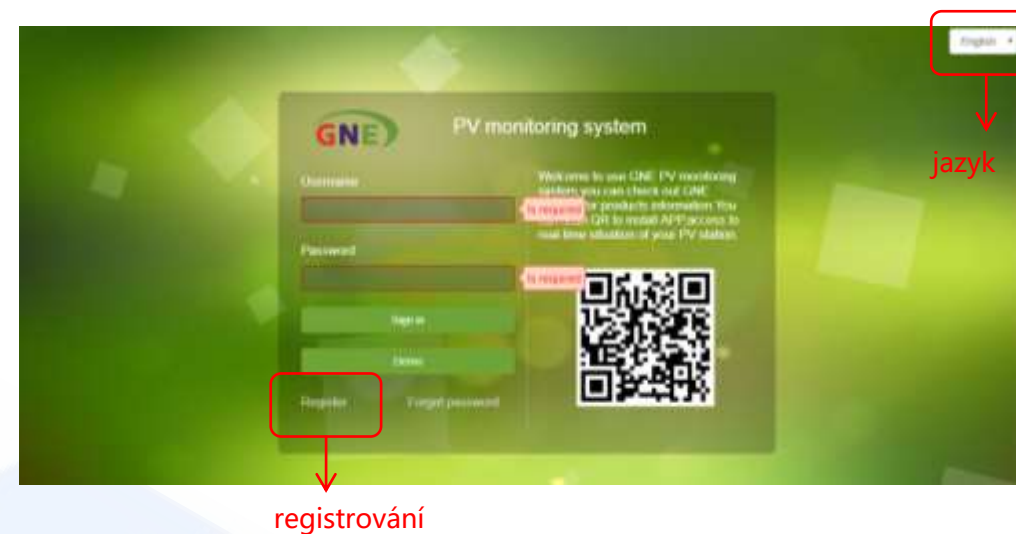 English
jazyk
GNE
PV monitoring system
Username
Welcome to use GNE PV monitoring
system,you can check out GNE
Is required
or products information.You
QR to install APP,access to
real time situation of your PV station.
Password
Is required
Sign in
Demo
Register
Forgot password
registrování